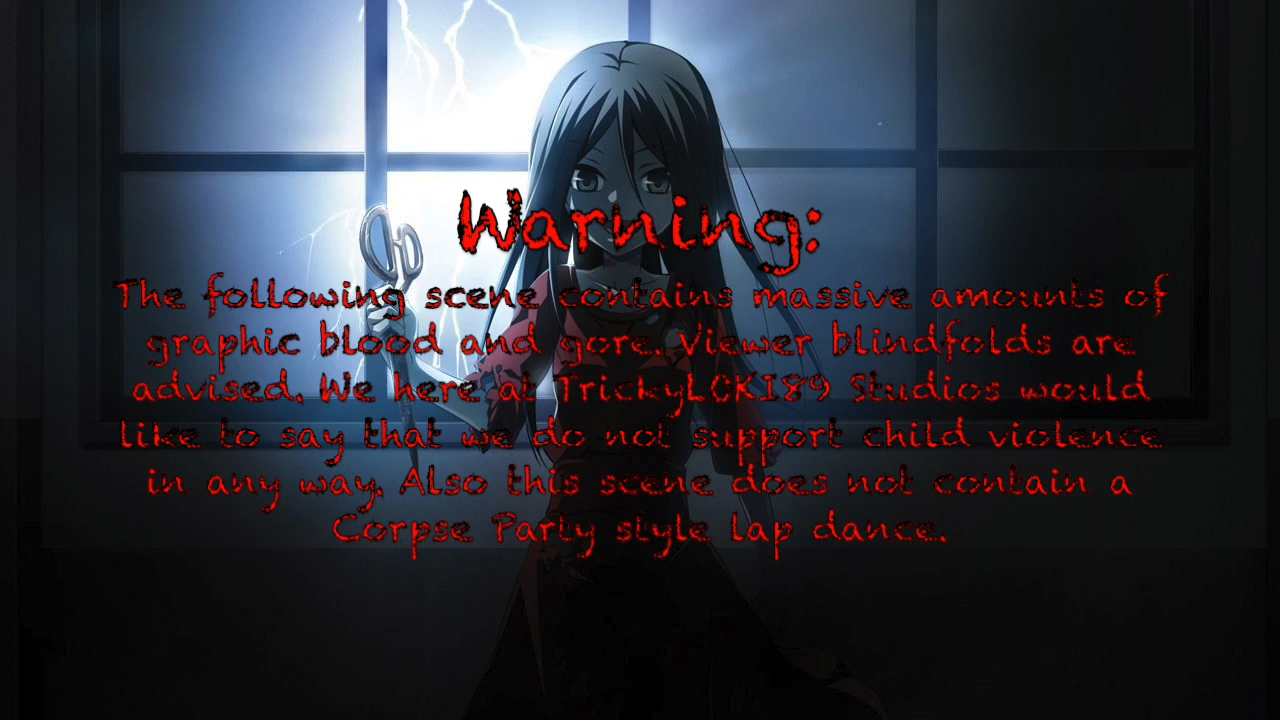 Warning:
The following scene contains massive amounts of
graphic blood and gore. Viewer blindfolds are
advised. We here at TrickyLCKI89 Studios would
like to say that we do not support child violence
in any way. Also this scene does not contain a
Corpse Party style lap dance.